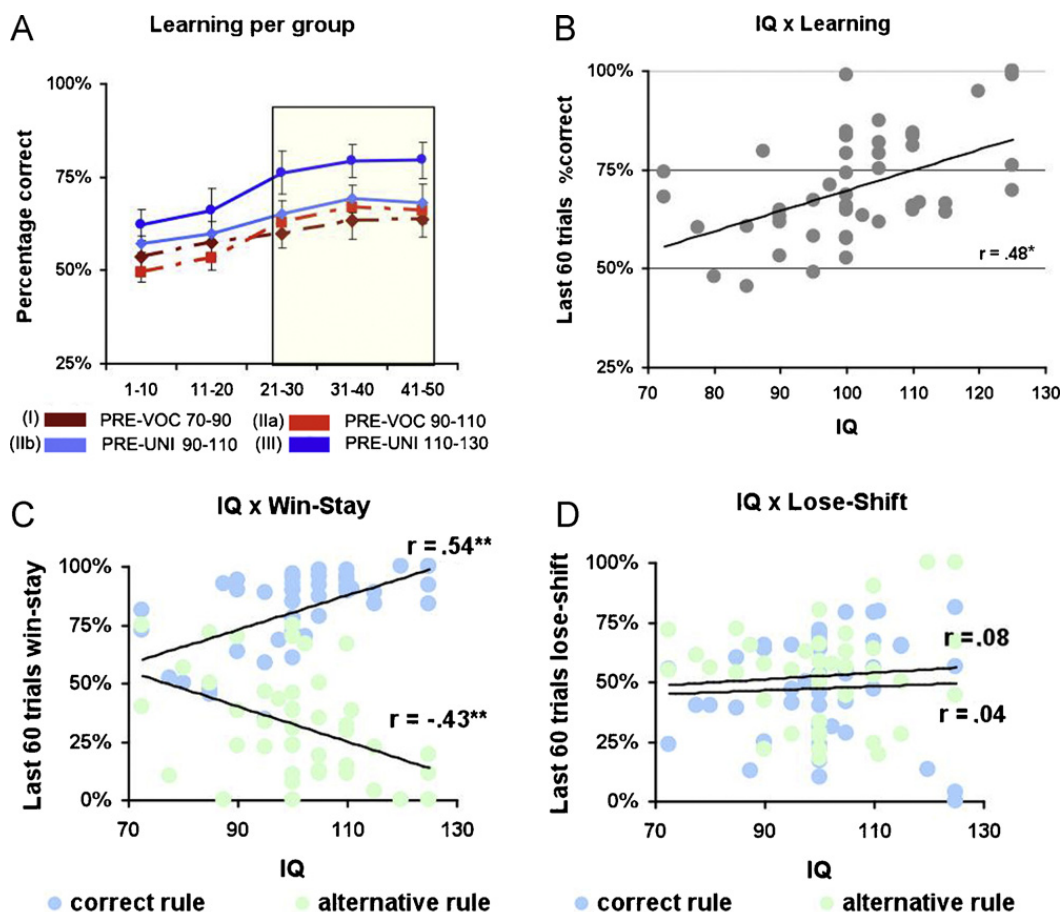 A
Learning per group
100%
75%
50%
25%
Percentage correct
1-10 11-20 21-30 31-40 41-50
(I) PRE-VOC 70-90 (IIa) PRE-VOC 90-110
(IIb) PRE-UNI 90-110 (III) PRE-UNI 110-130
B
IQ x Learning
100%
75%
50%
25%
Last 60 trials %correct
r = .48*
70 80 90 100 110 120 130
IQ
C
IQ x Win-Stay
r = .54**
100%
75%
50%
25%
0%
Last 60 trials win-stay
r = -.43**
70 90 110 130
IQ
correct rule alternative rule
D
IQ x Lose-Shift
100%
75%
50%
25%
0%
Last 60 trials lose-shift
r = .08
r = .04
70 90 110 130
IQ
correct rule alternative rule